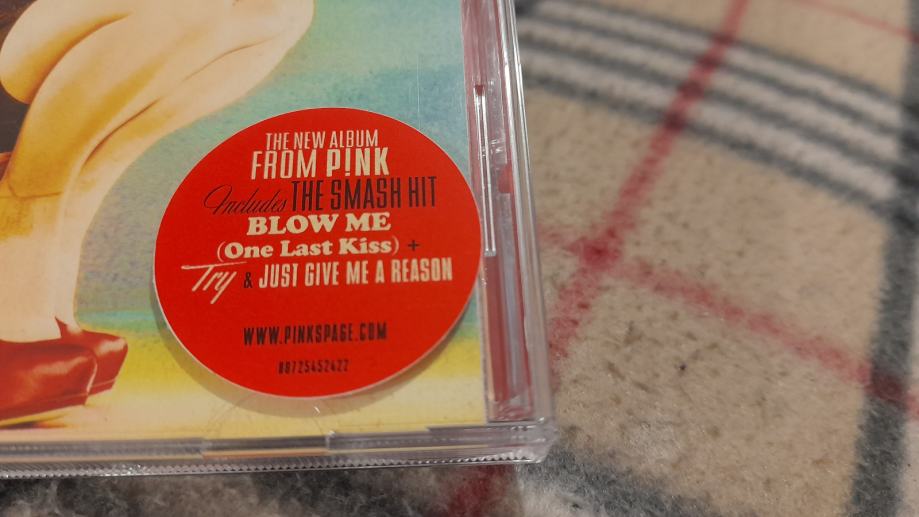 THE NEW ALBUM
FROM P!NK
Includes THE SMASH HIT
BLOW ME
(One Last Kiss) +
Try & JUST GIVE ME A REASON
WWW.PINKSPAGE.COM
88725452422